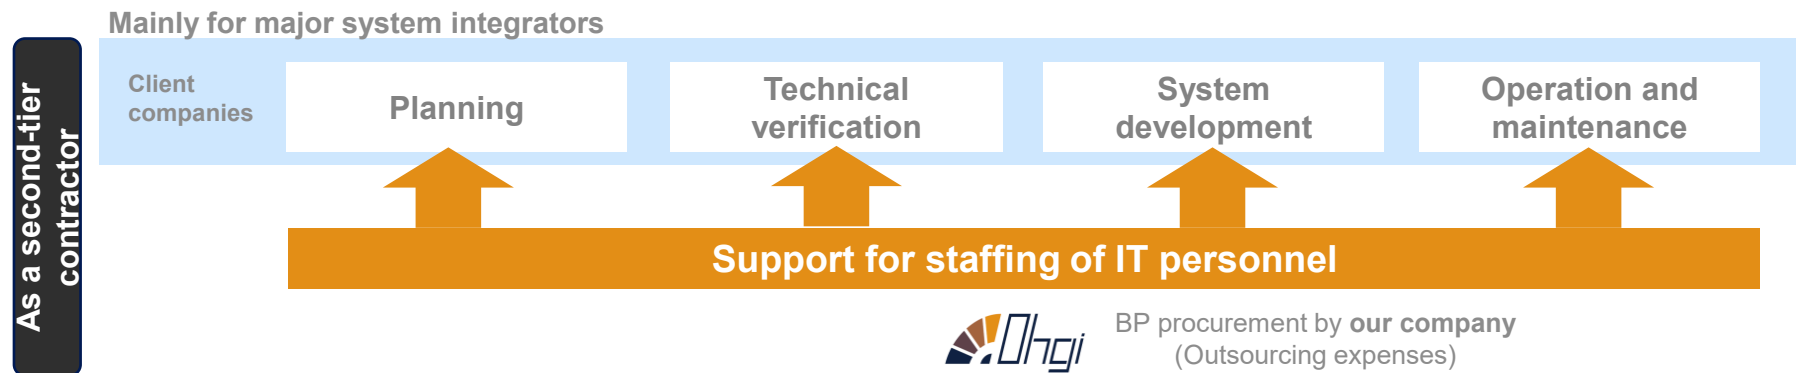 Mainly for major system integrators
As a second-tier
contractor
Client
companies
Planning
Technical
verification
System
development
Operation and
maintenance
Support for staffing of IT personnel
Ohgi
BP procurement by our company
(Outsourcing expenses)